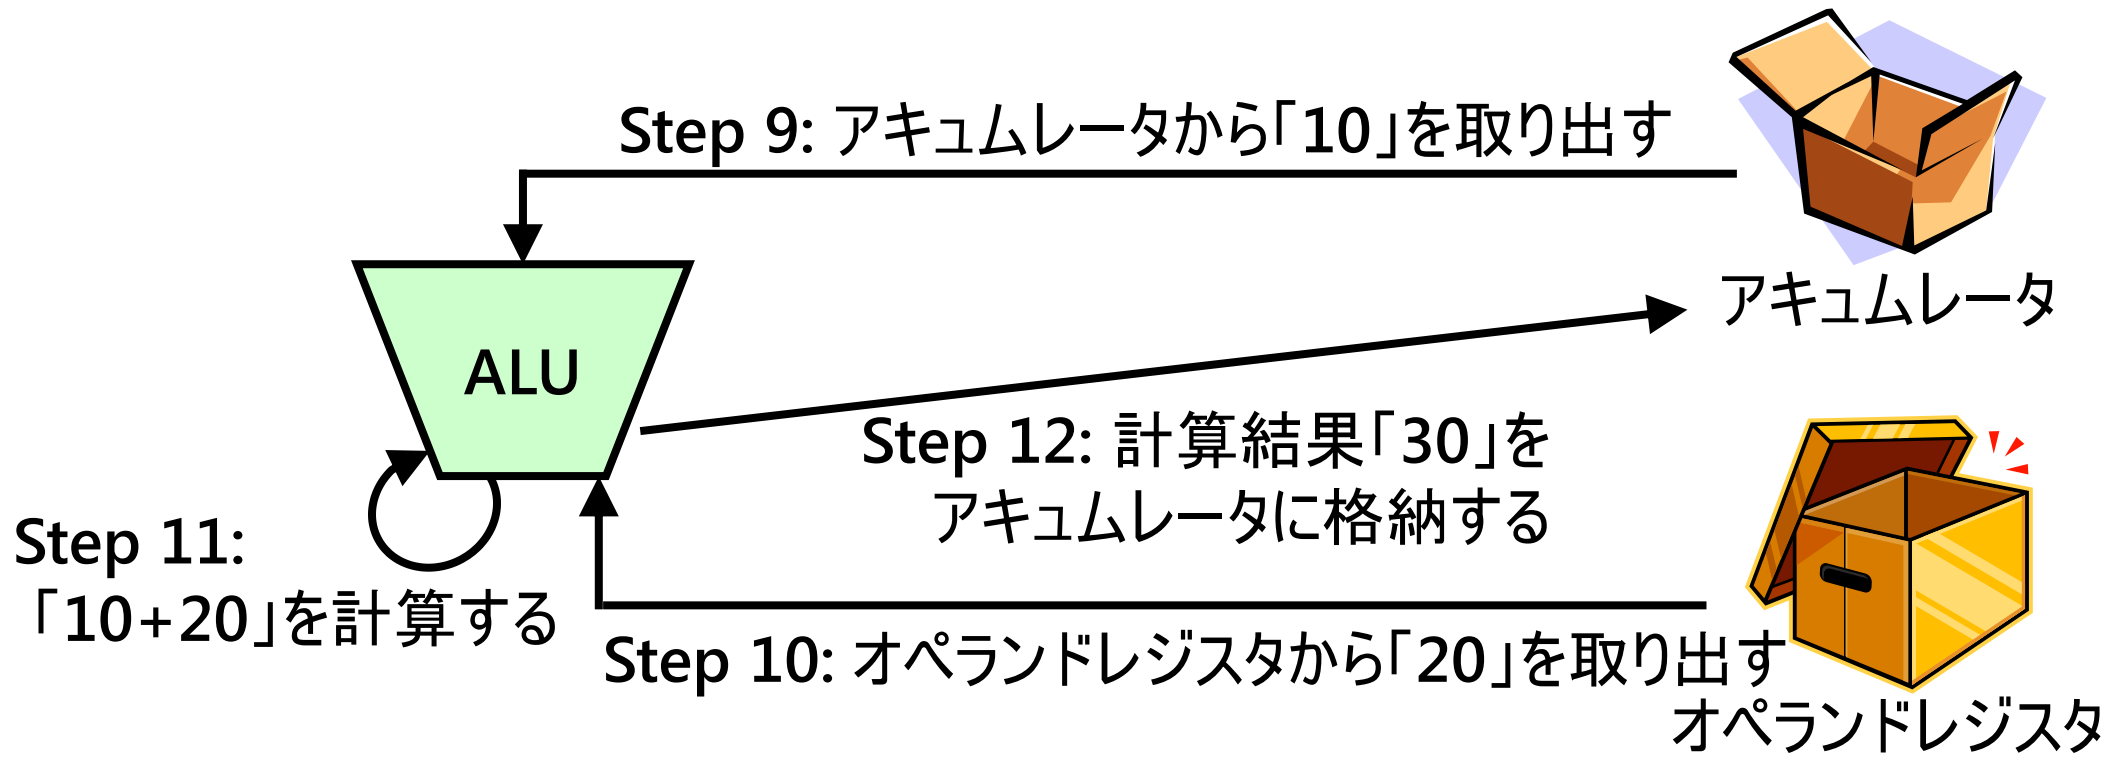 Step 9: アキュムレータから「10」を取り出す
アキュムレータ
ALU
Step 12: 計算結果「30」を
アキュムレータに格納する
Step 11:
「10+20」を計算する
Step 10: オペランドレジスタから「20」を取り出す
オペランドレジスタ